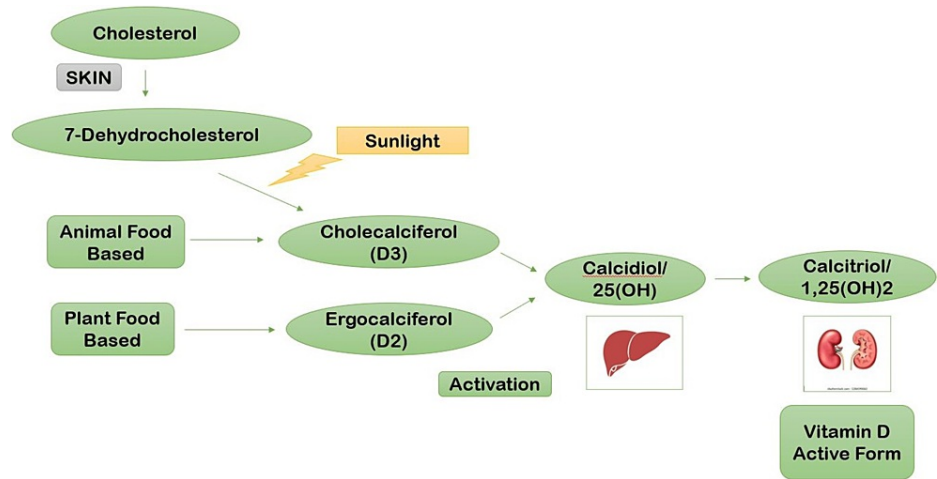 Cholesterol
SKIN
7-Dehydrocholesterol
Sunlight
Animal Food
Based
Cholecalciferol
(D3)
Calcidiol/
25(OH)
Calcitriol/
1,25(OH)2
Plant Food
Based
Ergocalciferol
(D2)
Activation
Vitamin D
Active Form